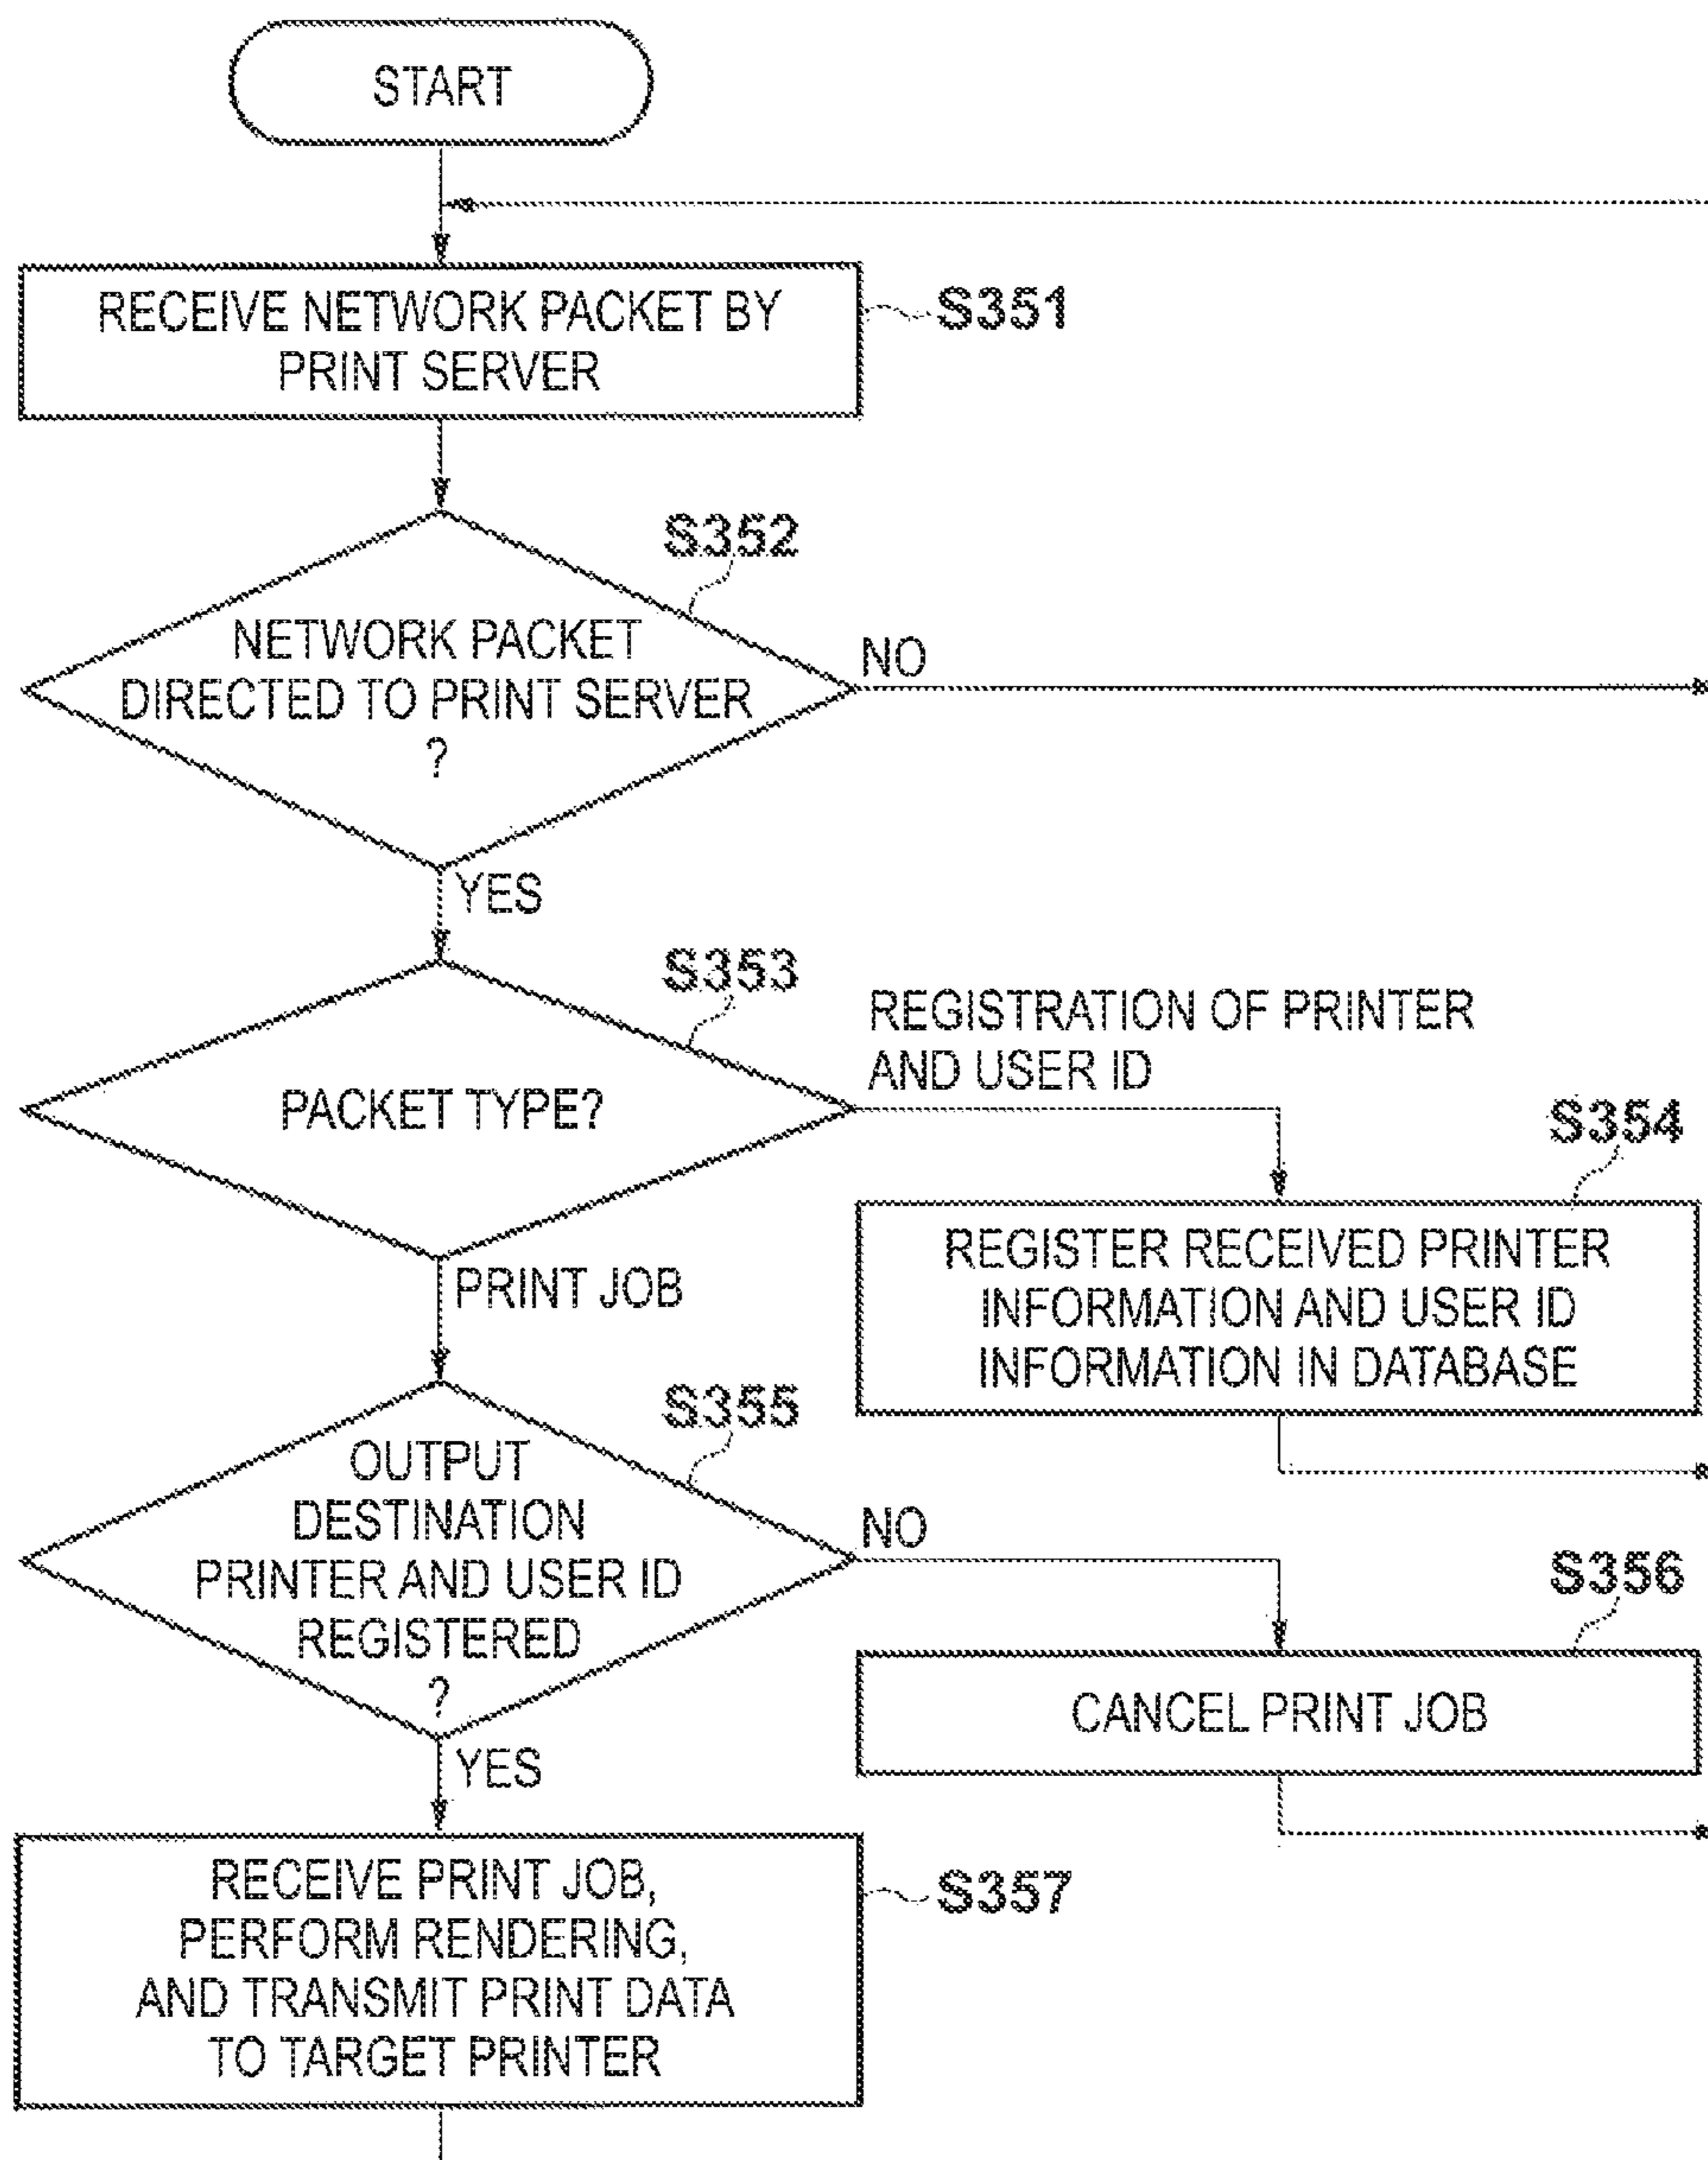 START
RECEIVE NETWORK PACKET BY
PRINT SERVER
S351
S352
NETWORK PACKET
DIRECTED TO PRINT SERVER
?
NO
YES
S353
PACKET TYPE?
REGISTRATION OF PRINTER
AND USER ID
S354
REGISTER RECEIVED PRINTER
INFORMATION AND USER ID
INFORMATION IN DATABASE
PRINT JOB
S355
OUTPUT
DESTINATION
PRINTER AND USER ID
REGISTERED
?
NO
S356
CANCEL PRINT JOB
YES
RECEIVE PRINT JOB,
PERFORM RENDERING,
AND TRANSMIT PRINT DATA
TO TARGET PRINTER
S357